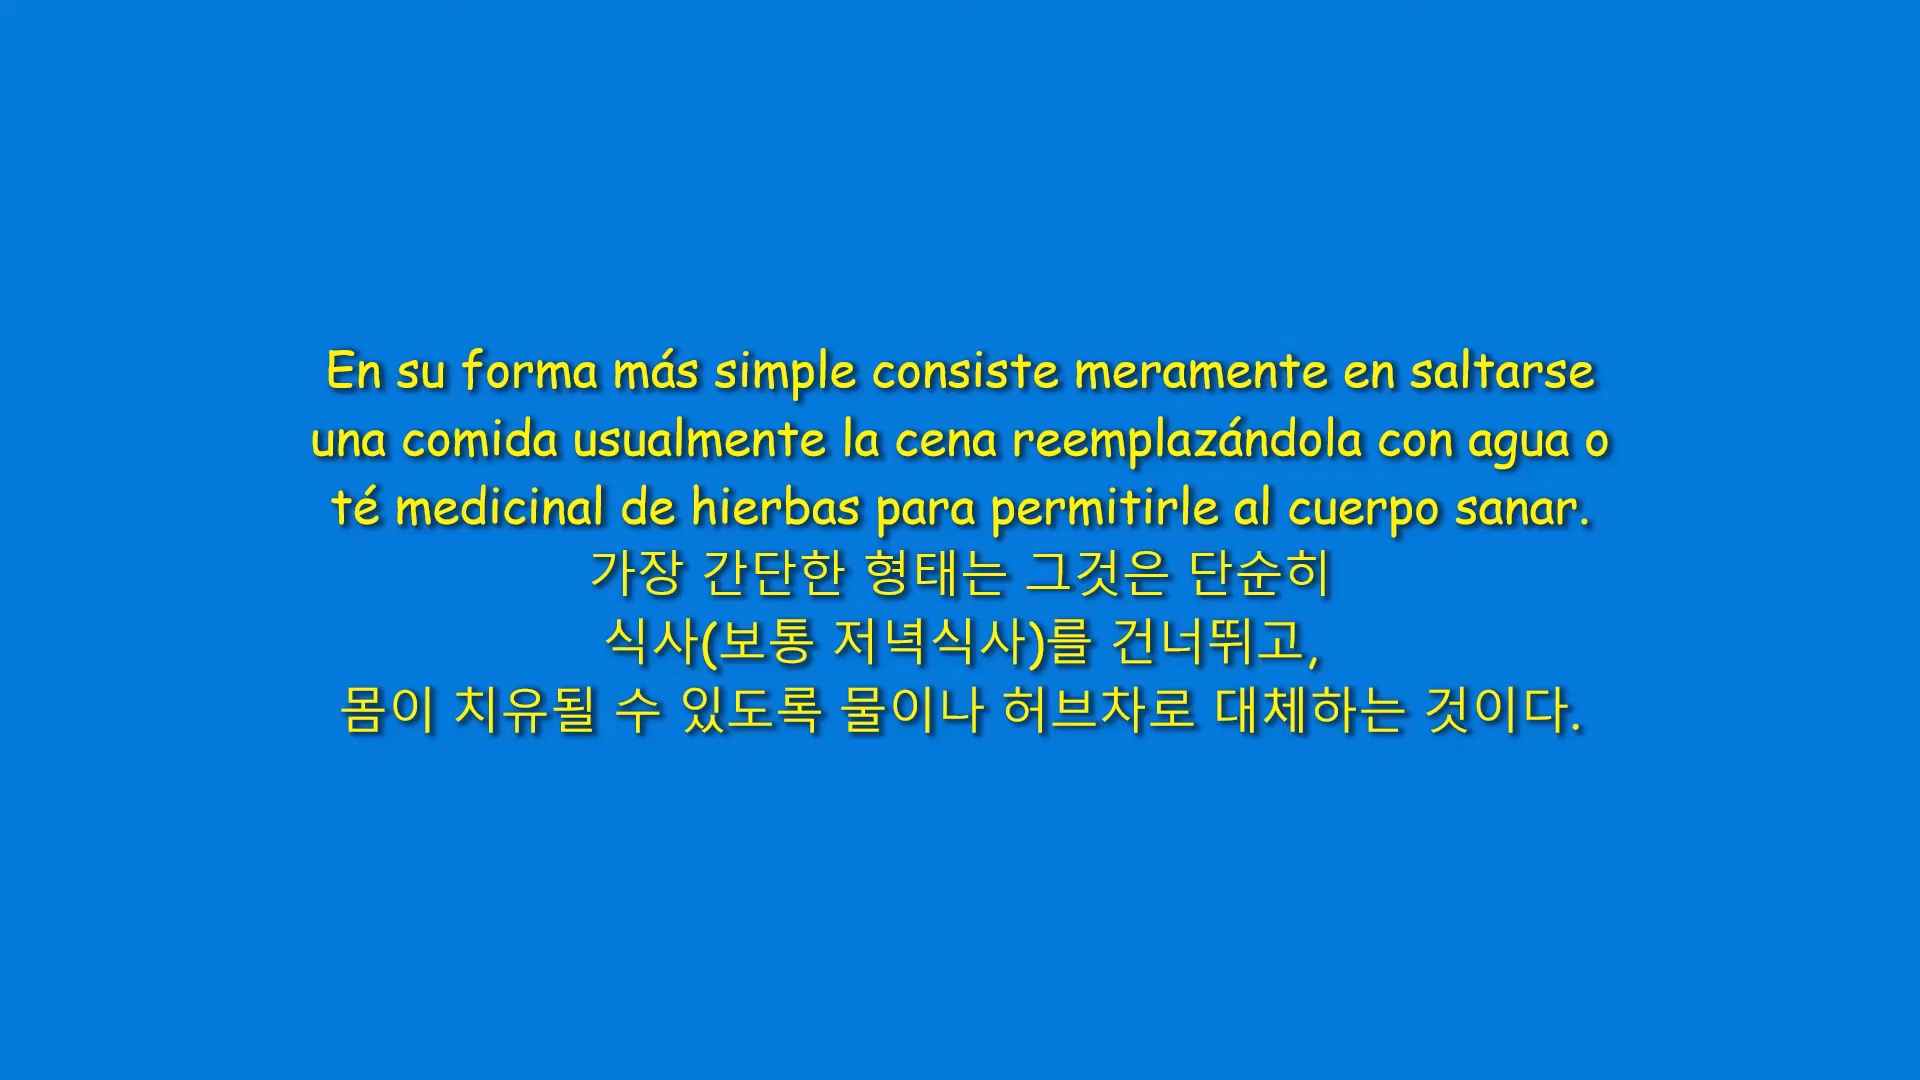 En su forma más simple consiste meramente en saltarse
una comida usualmente la cena reemplazándola con agua o
té medicinal de hierbas para permitirle al cuerpo sanar.
가장 간단한 형태는 그것은 단순히
식사(보통 저녁식사)를 건너뛰고,
몸이 치유될 수 있도록 물이나 허브차로 대체하는 것이다.